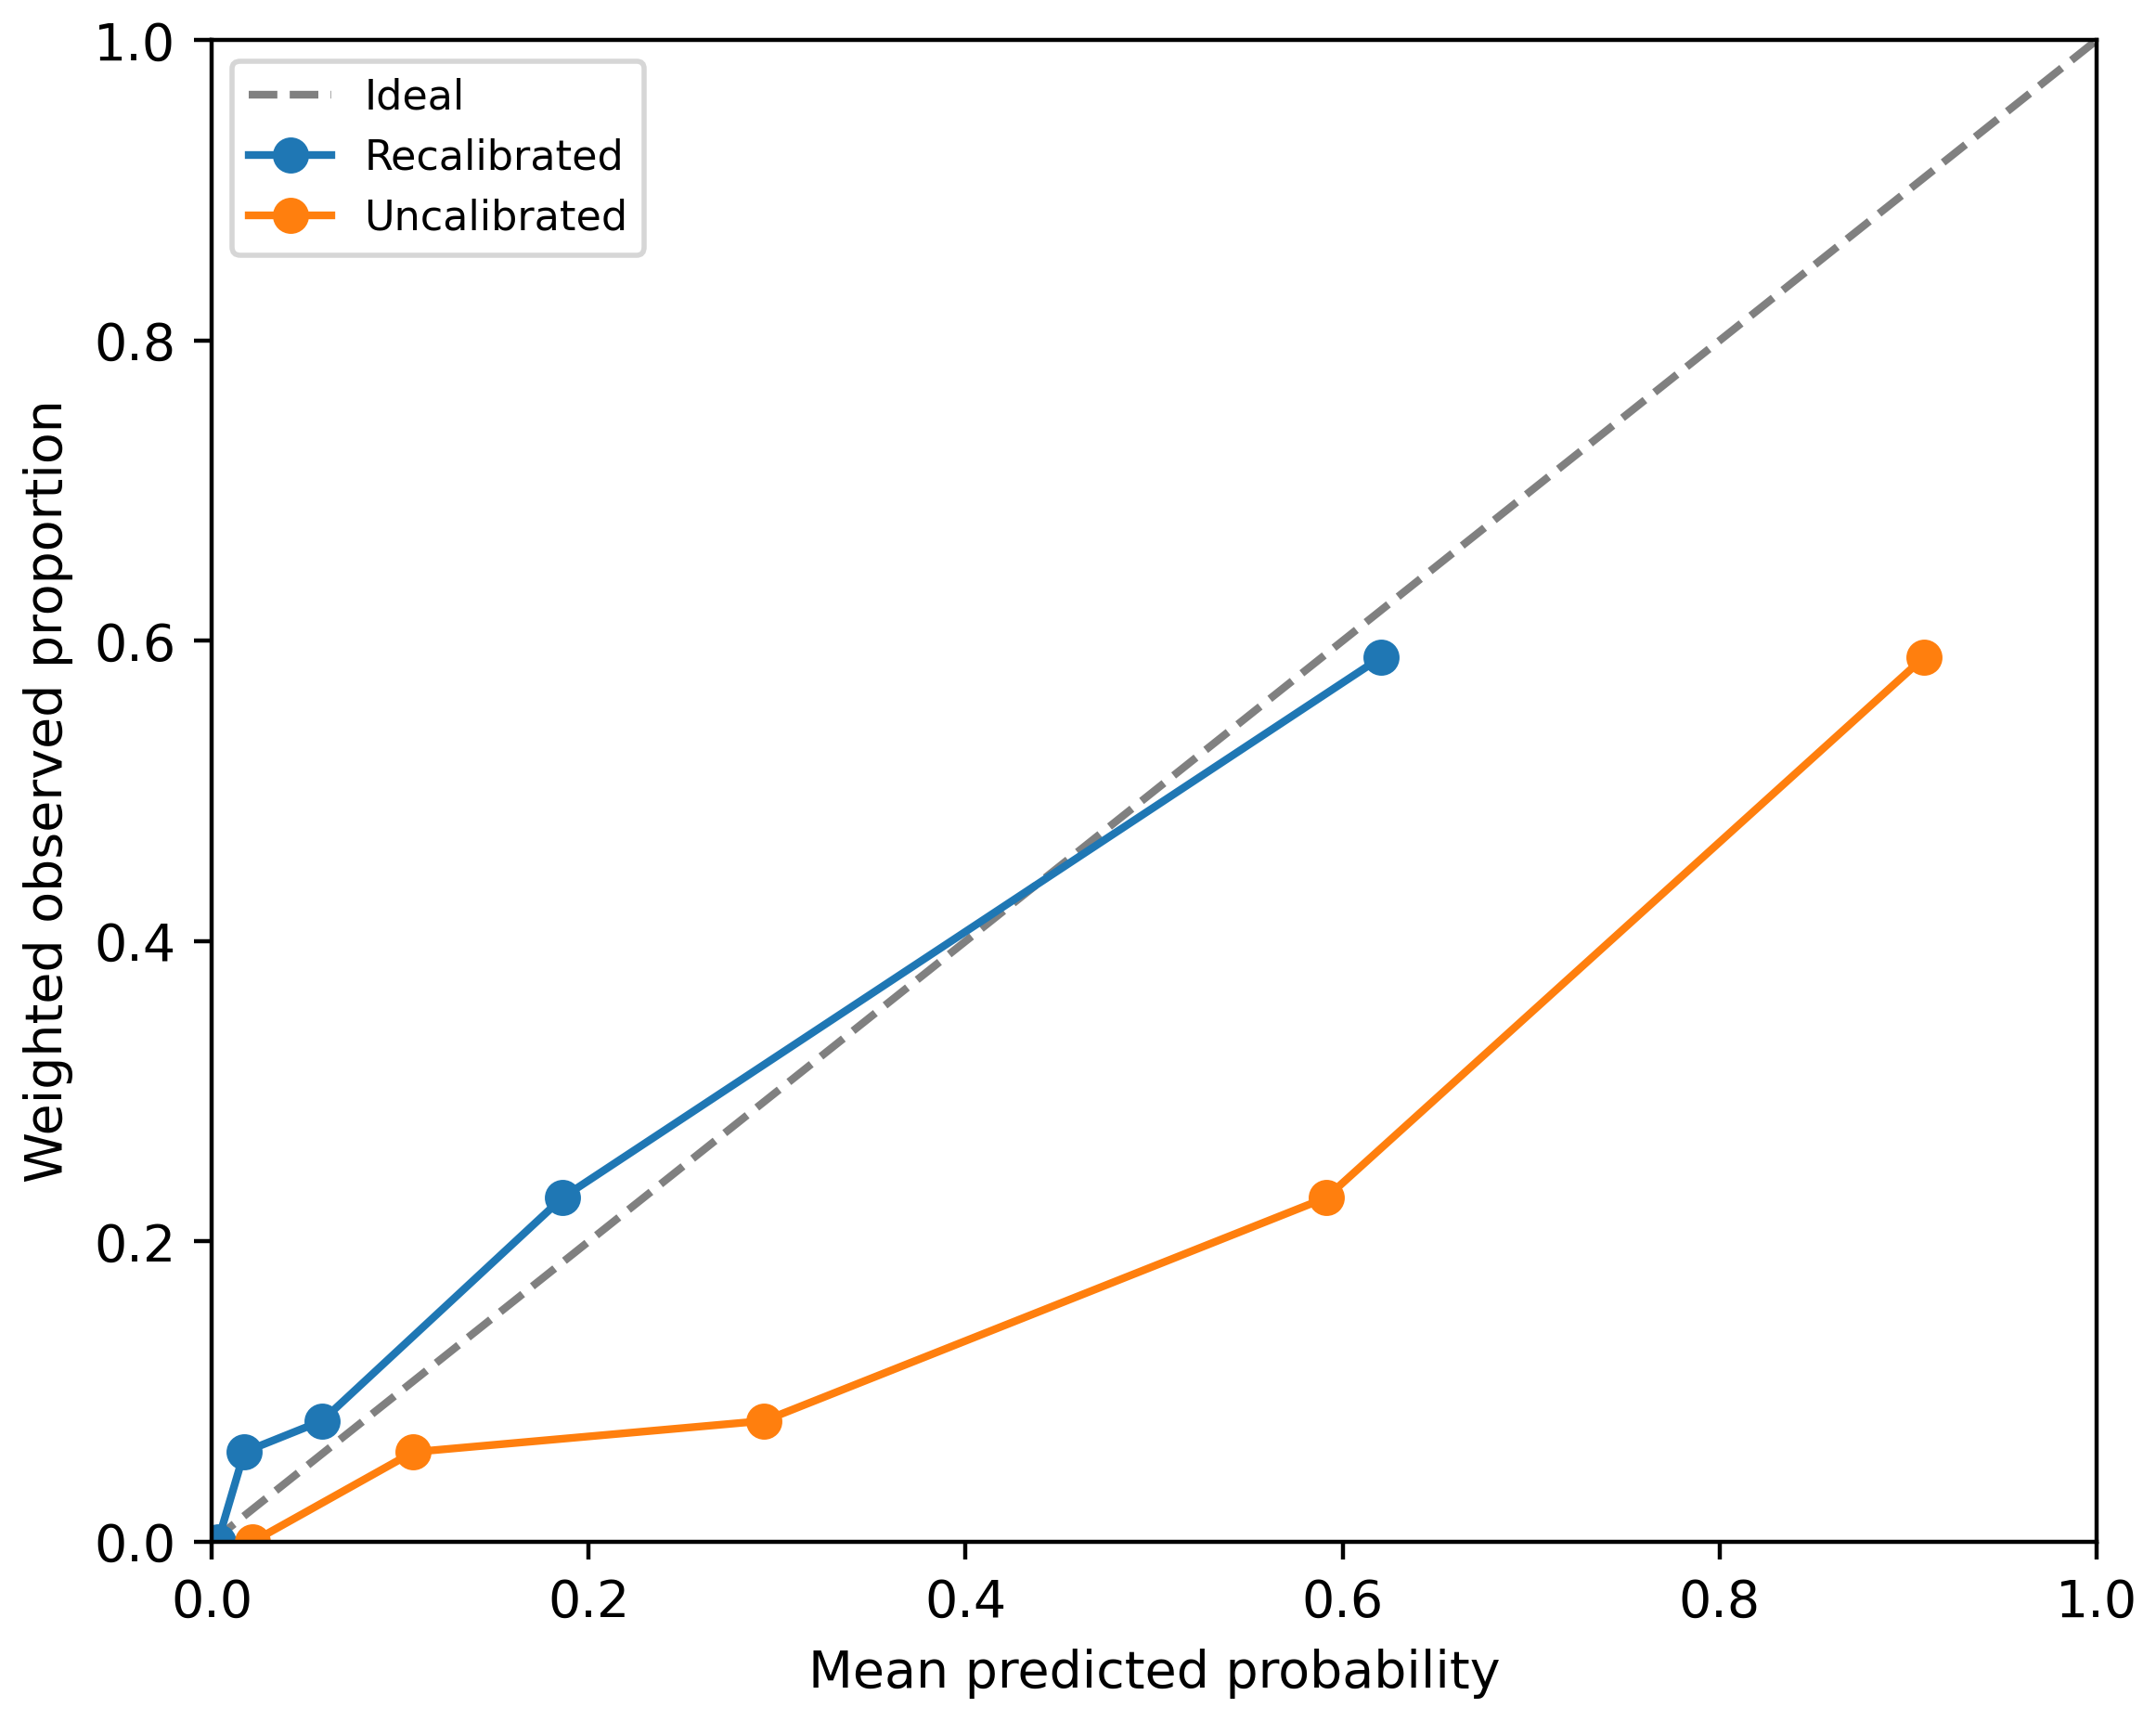 1.0
0.8
0.6
0.4
0.2
0.0
Weighted observed proportion
Ideal
Recalibrated
Uncalibrated
0.0 0.2 0.4 0.6 0.8 1.0
Mean predicted probability